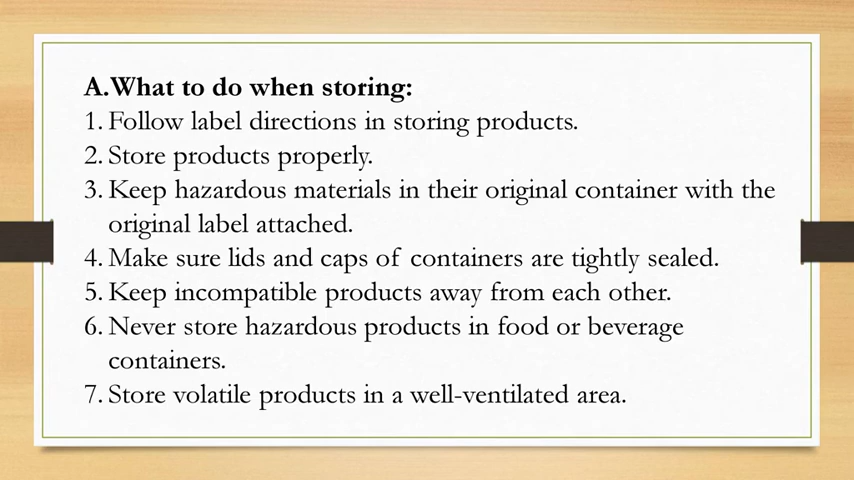 A.What to do when storing:
1. Follow label directions in storing products.
2. Store products properly.
3. Keep hazardous materials in their original container with the
original label attached.
4. Make sure lids and caps of containers are tightly sealed.
5. Keep incompatible products away from each other.
6. Never store hazardous products in food or beverage
containers.
7. Store volatile products in a well-ventilated area.